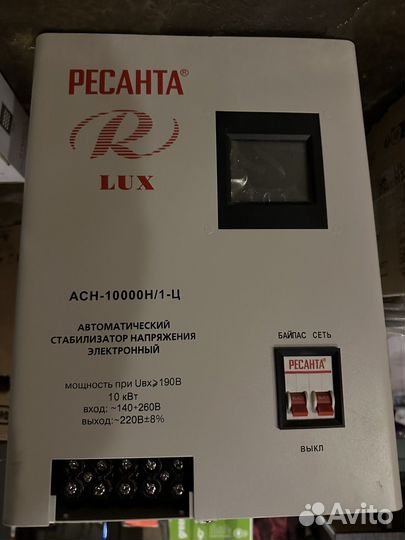 РЕСАНТА®
R
LUX
АСН-10000Н/1-Ц
АВТОМАТИЧЕСКИЙ
СТАБИЛИЗАТОР НАПРЯЖЕНИЯ
ЭЛЕКТРОННЫЙ
мощность при Uвх⩾190В
10 кВт
вход: ~140÷260В
выход:~220В±8%
БАЙПАС СЕТЬ
РЕСАНТА®
ВЫКЛ
Avito